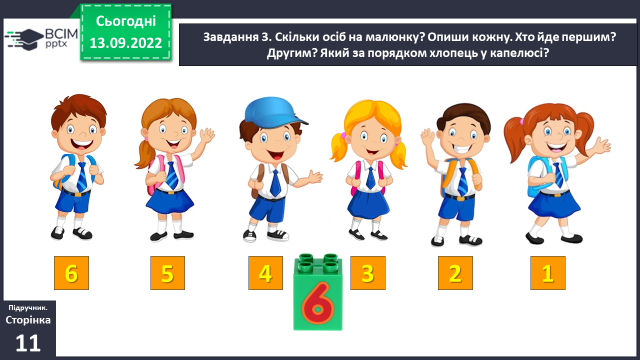 Сьогодні
13.09.2022
BCIM
pptx
Завдання 3. Скільки осіб на малюнку? Опиши кожну. Хто йде першим?
Другим? Який за порядком хлопець у капелюсі?
6
5
4
3
2
1
6
Підручник.
Сторінка
11